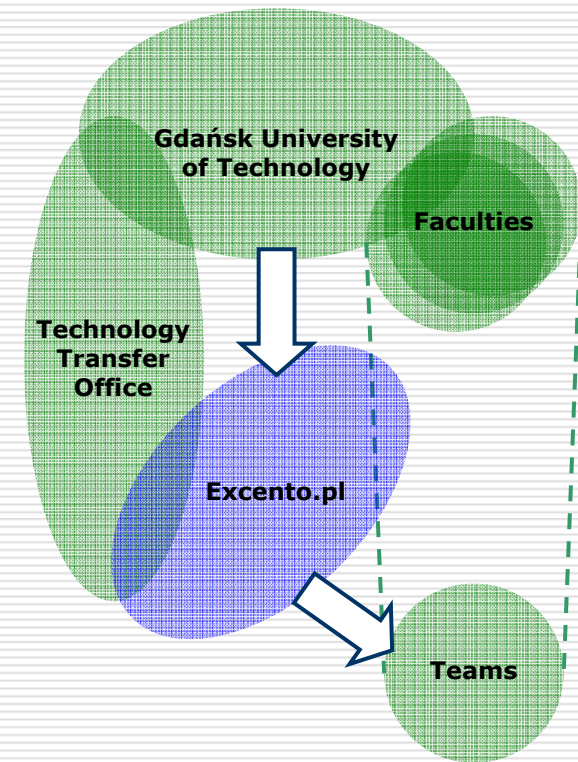 Gdańsk University
of Technology
Faculties
Technology
Transfer
Office
Excento.pl
Teams